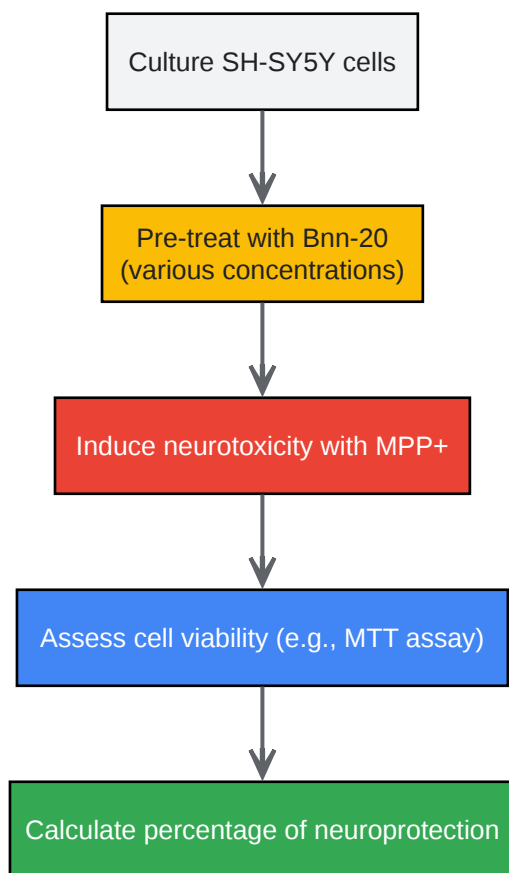 Culture SH-SY5Y cells
Pre-treat with Bnn-20
(various concentrations)
Induce neurotoxicity with MPP+
Assess cell viability (e.g., MTT assay)
Calculate percentage of neuroprotection